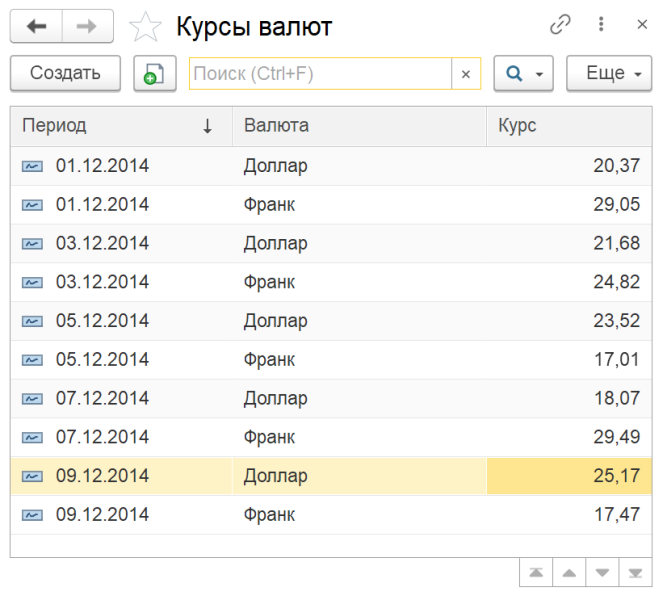 Курсы валют
Создать Поиск (Ctrl+F) × Еще
Период ↓ Валюта Курс
01.12.2014 Доллар 20,37
01.12.2014 Франк 29,05
03.12.2014 Доллар 21,68
03.12.2014 Франк 24,82
05.12.2014 Доллар 23,52
05.12.2014 Франк 17,01
07.12.2014 Доллар 18,07
07.12.2014 Франк 29,49
09.12.2014 Доллар 25,17
09.12.2014 Франк 17,47